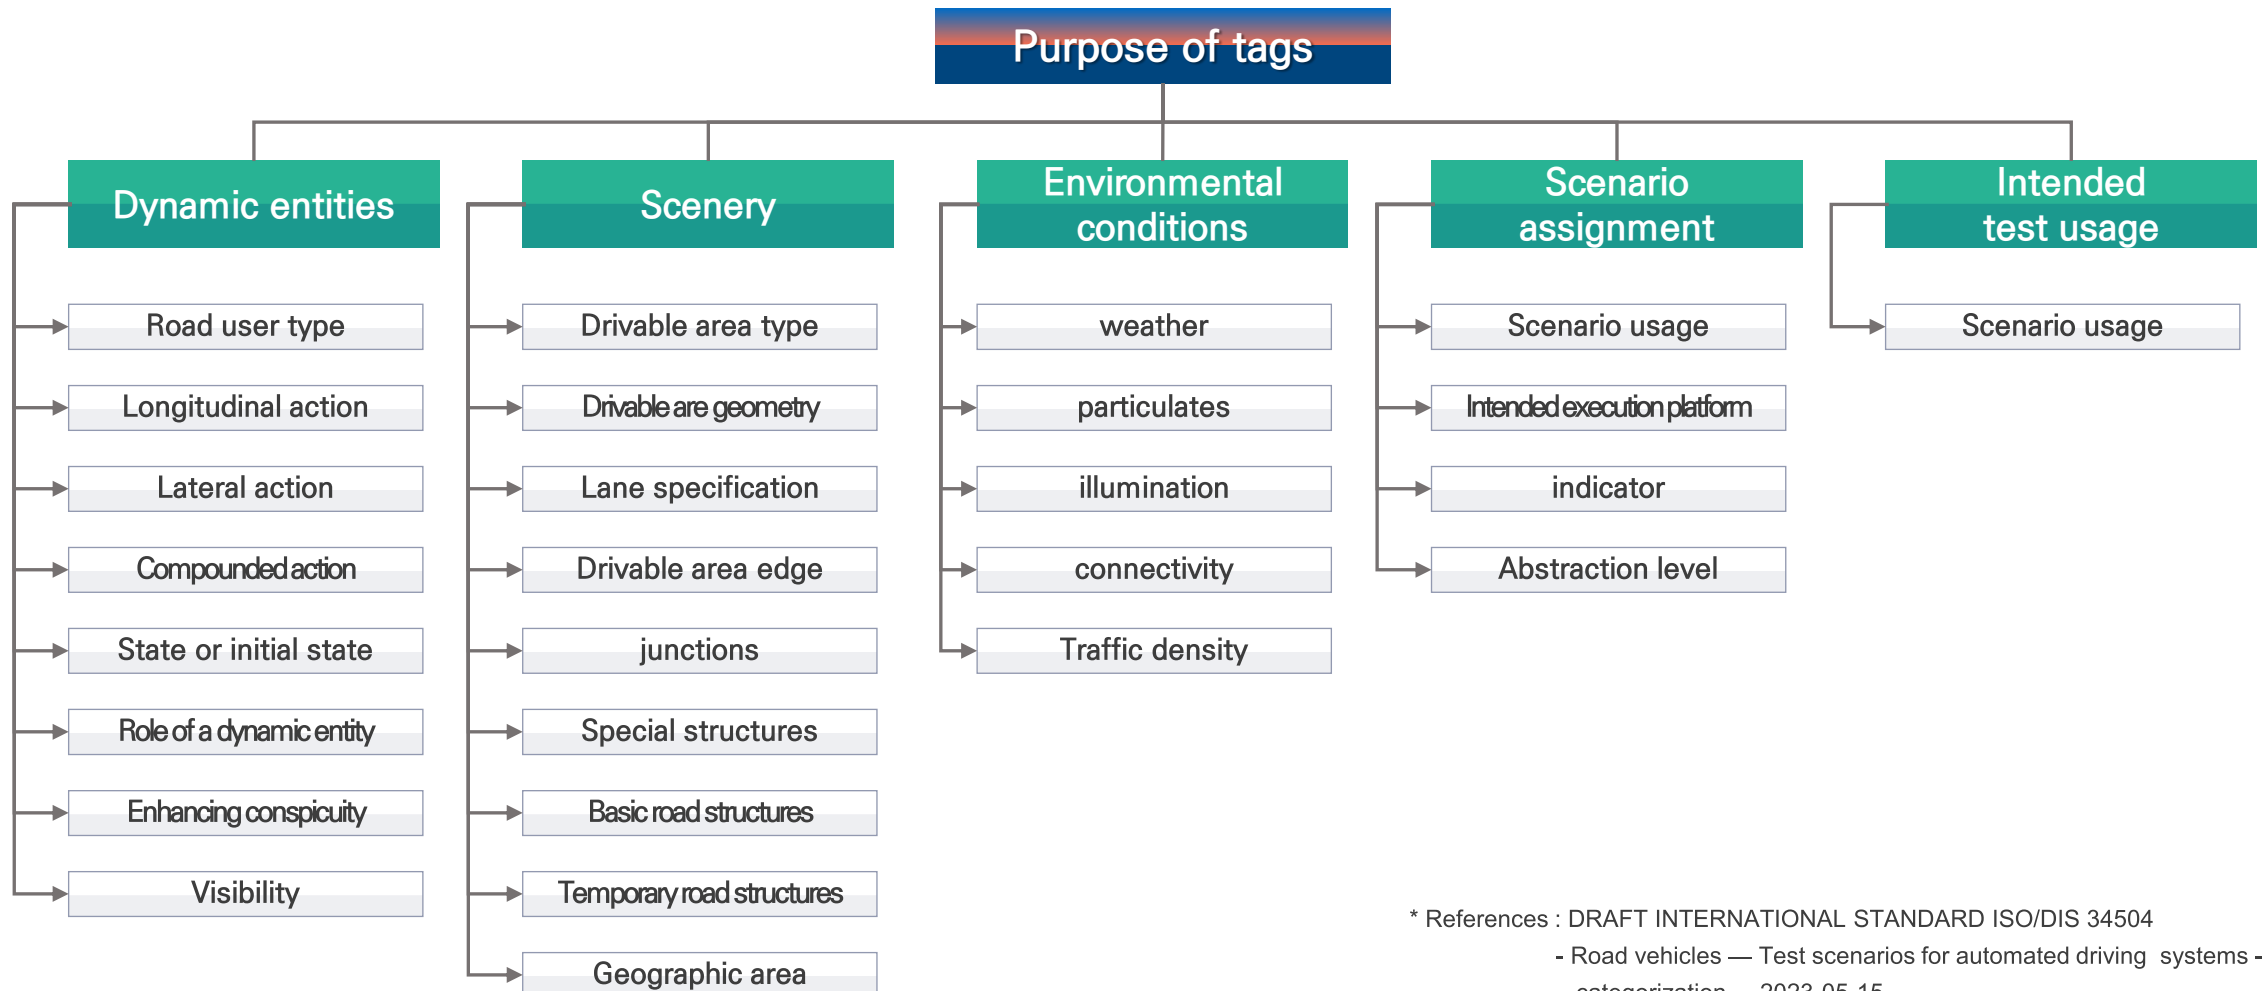 Purpose of tags
Dynamic entities
Road user type
Longitudinal action
Lateral action
Compounded action
State or initial state
Role of a dynamic entity
Enhancing conspicuity
Visibility
Scenery
Drivable area type
Drivable are geometry
Lane specification
Drivable area edge
junctions
Special structures
Basic road structures
Temporary road structures
Geographic area
Environmental
conditions
weather
particulates
illumination
connectivity
Traffic density
Scenario
assignment
Scenario usage
Intended execution platform
indicator
Abstraction level
Intended
test usage
Scenario usage
* References : DRAFT INTERNATIONAL STANDARD ISO/DIS 34504
- Road vehicles — Test scenarios for automated driving systems -
categorization 2023-05-15